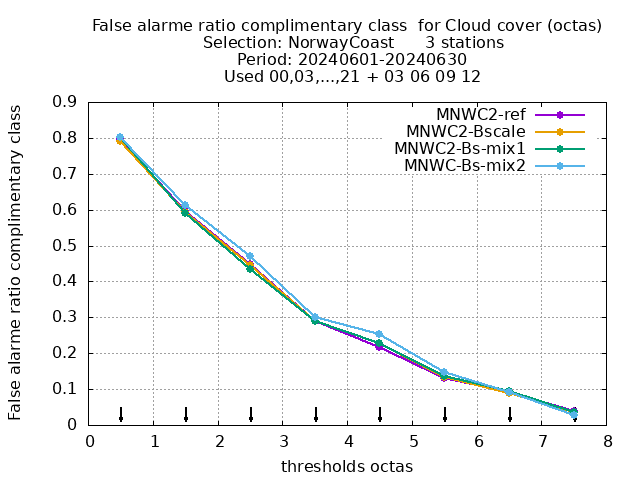 False alarme ratio complimentary class  for Cloud cover (octas)
Selection: NorwayCoast      3 stations
Period: 20240601-20240630
Used 00,03,...,21 + 03 06 09 12
False alarme ratio complimentary class
0.9
0.8
0.7
0.6
0.5
0.4
0.3
0.2
0.1
0
MNWC2-ref
MNWC2-Bscale
MNWC2-Bs-mix1
MNWC-Bs-mix2
0 1 2 3 4 5 6 7 8
thresholds octas